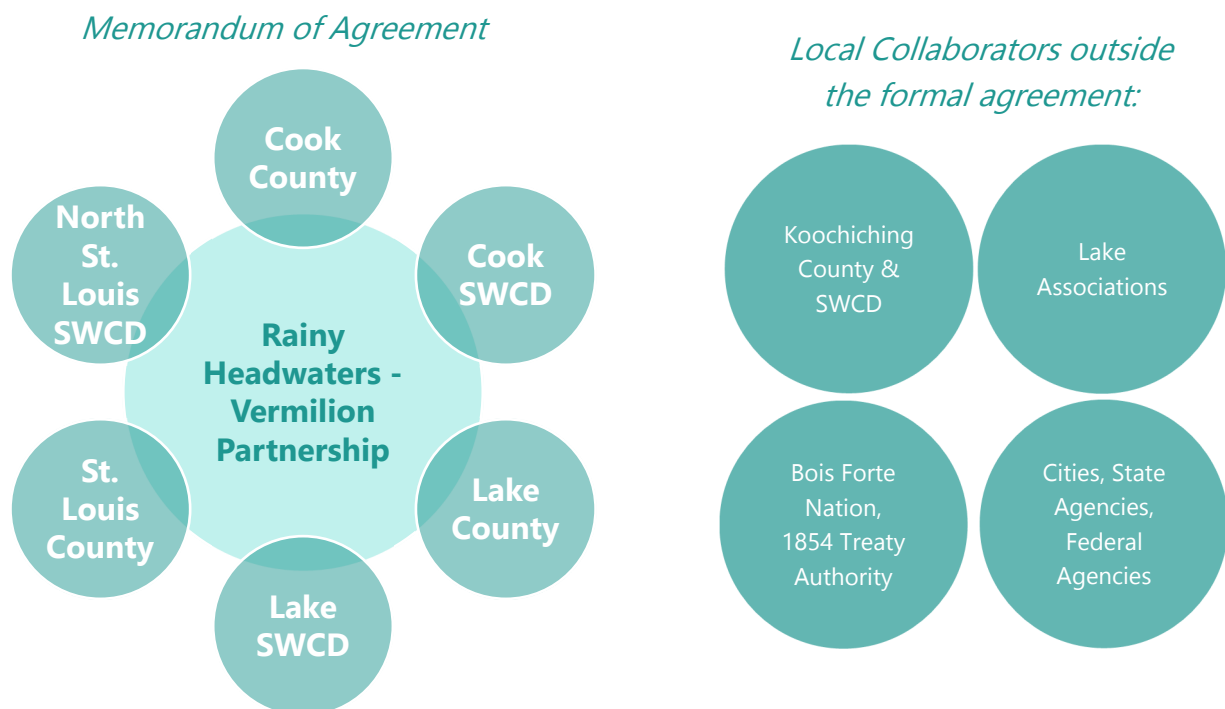 Memorandum of Agreement
Cook
County
Cook
SWCD
Lake
County
Lake
SWCD
St.
Louis
County
North
St.
Louis
SWCD
Rainy
Headwaters -
Vermilion
Partnership
Local Collaborators outside
the formal agreement:
Koochiching
County &
SWCD
Lake
Associations
Bois Forte
Nation,
1854 Treaty
Authority
Cities, State
Agencies,
Federal
Agencies